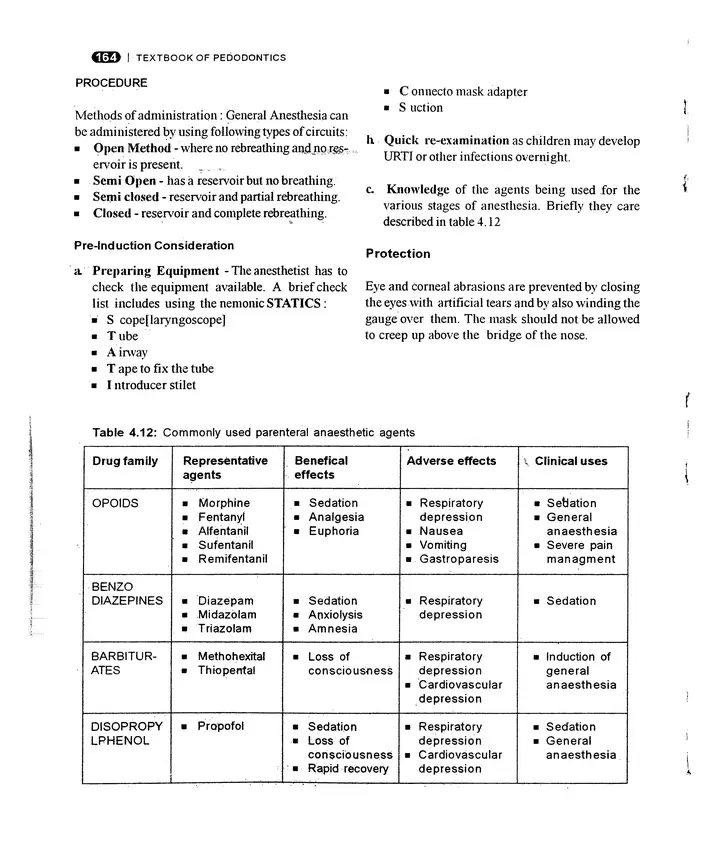 164 | TEXTBOOK OF PEDODONTICS
PROCEDURE
Methods of administration : General Anesthesia can
be administered by using following types of circuits:
▪ Open Method - where no rebreathing and no res-
ervoir is present.
▪ Semi Open - has a reservoir but no breathing.
▪ Semi closed - reservoir and partial rebreathing.
▪ Closed - reservoir and complete rebreathing.
Pre-Induction Consideration
a. Preparing Equipment - The anesthetist has to
check the equipment available. A brief check
list includes using the nemonic STATICS :
▪ S cope[laryngoscope]
▪ T ube
▪ A irway
▪ T ape to fix the tube
▪ I ntroducer stilet
▪ C onnecto mask adapter
▪ S uction
b. Quick re-examination as children may develop
URTI or other infections overnight.
c. Knowledge of the agents being used for the
various stages of anesthesia. Briefly they care
described in table 4.12
Protection
Eye and corneal abrasions are prevented by closing
the eyes with artificial tears and by also winding the
gauge over them. The mask should not be allowed
to creep up above the bridge of the nose.
Table 4.12: Commonly used parenteral anaesthetic agents
Drug family Representative Benefical Adverse effects Clinical uses
agents effects
OPOIDS ▪ Morphine ▪ Sedation ▪ Respiratory ▪ Sedation
▪ Fentanyl ▪ Analgesia depression ▪ General
▪ Alfentanil ▪ Euphoria ▪ Nausea anaesthesia
▪ Sufentanil ▪ Vomiting ▪ Severe pain
▪ Remifentanil ▪ Gastroparesis managment
BENZO
DIAZEPINES ▪ Diazepam ▪ Sedation ▪ Respiratory ▪ Sedation
▪ Midazolam ▪ Anxiolysis depression
▪ Triazolam ▪ Amnesia
BARBITUR- ▪ Methohexital ▪ Loss of ▪ Respiratory ▪ Induction of
ATES ▪ Thiopental consciousness depression general
▪ Cardiovascular anaesthesia
depression
DISOPROPY ▪ Propofol ▪ Sedation ▪ Respiratory ▪ Sedation
LPHENOL ▪ Loss of depression ▪ General
consciousness ▪ Cardiovascular anaesthesia
▪ Rapid recovery depression